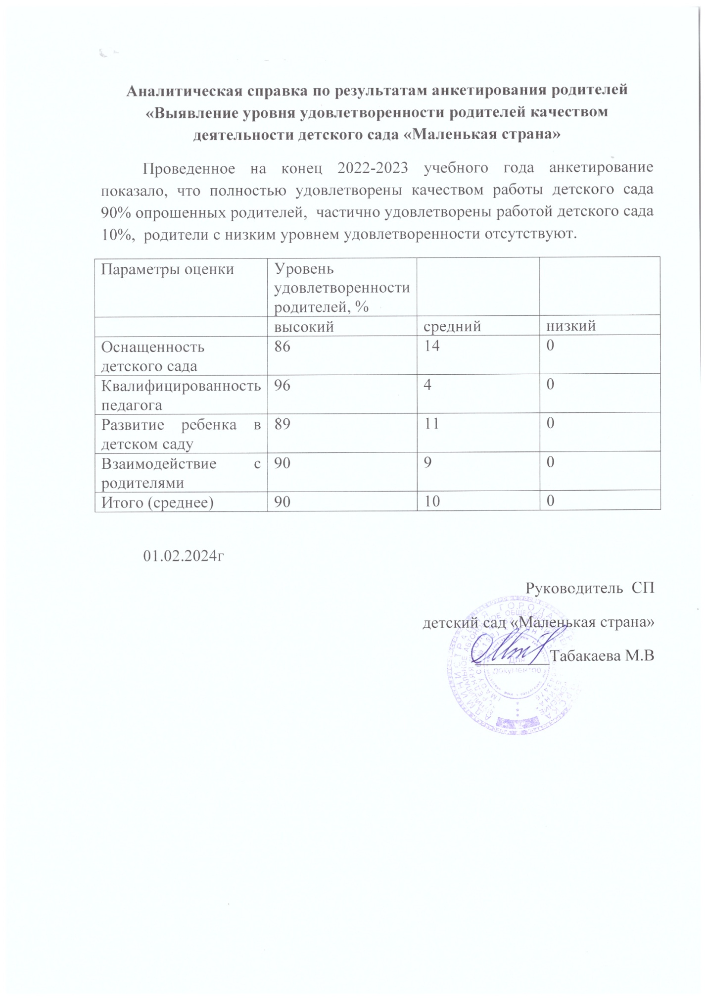 Аналитическая справка по результатам анкетирования родителей
«Выявление уровня удовлетворенности родителей качеством
деятельности детского сада «Маленькая страна»
Проведенное на конец 2022-2023 учебного года анкетирование
показало, что полностью удовлетворены качеством работы детского сада
90% опрошенных родителей, частично удовлетворены работой детского сада
10%, родители с низким уровнем удовлетворенности отсутствуют.
Параметры оценки
Уровень
удовлетворенности
родителей, %
высокий средний низкий
Оснащенность
детского сада
86 14 0
Квалифицированность
педагога
96 4 0
Развитие ребенка в
детском саду
89 11 0
Взаимодействие с
родителями
90 9 0
Итого (среднее) 90 10 0
01.02.2024г
Руководитель СП
детский сад «Маленькая страна»
Табакаева М.В
Для
документов